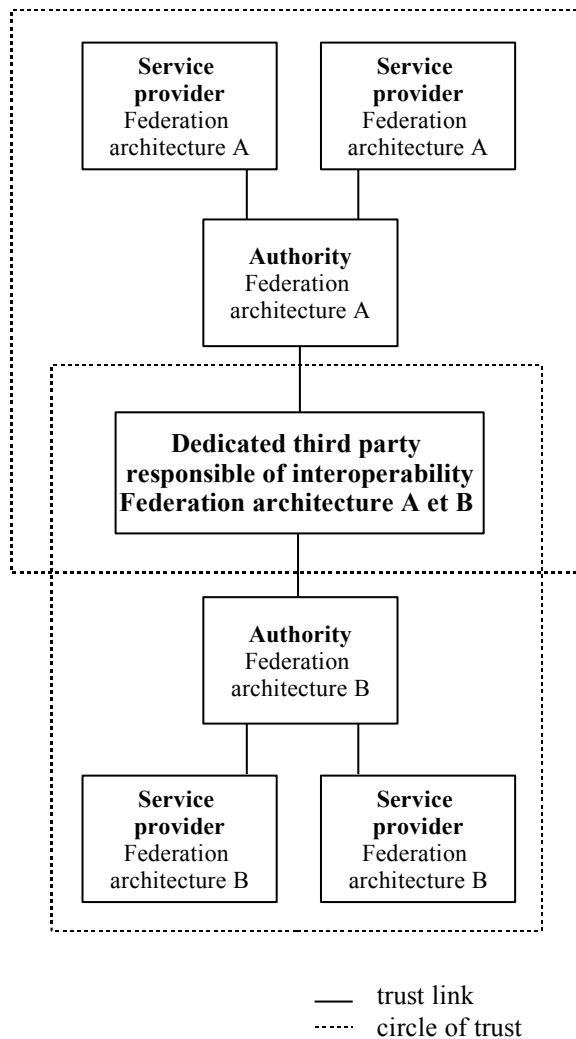 Service
provider
Federation
architecture A
Service
provider
Federation
architecture A
Authority
Federation
architecture A
Dedicated third party
responsible of interoperability
Federation architecture A et B
Authority
Federation
architecture B
Service
provider
Federation
architecture B
Service
provider
Federation
architecture B
trust link
circle of trust